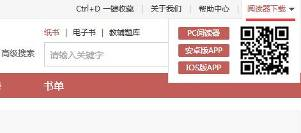 Ctrl+D 一键收藏 | 关于我们 | 帮助中心 | 阅读器下载
纸书 | 电子书 | 教辅题库
高级搜索 请输入关键字
PC阅读器
安卓版APP
IOS版APP
书单